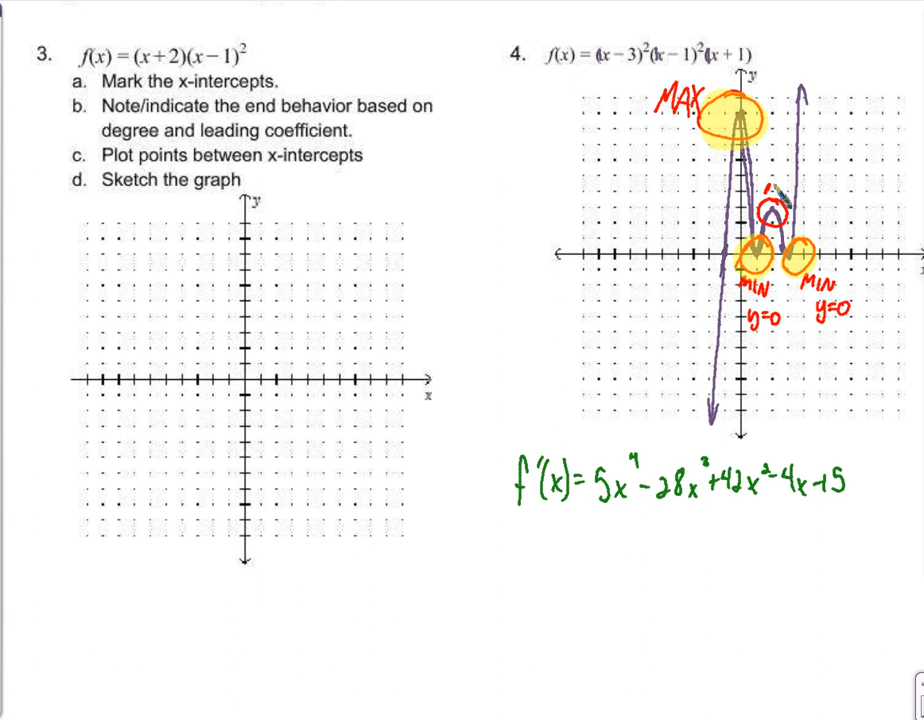 3. f(x) = (x+2)(x−1)²
a. Mark the x-intercepts.
b. Note/indicate the end behavior based on
degree and leading coefficient.
c. Plot points between x-intercepts
d. Sketch the graph
y
x
4. f(x) = (x − 3)²(x − 1)²(x + 1)
y
MAX
MIN
y=0
MIN
y=0
f'(x) = 5x⁴ - 28x³ + 42x² - 4x - 15